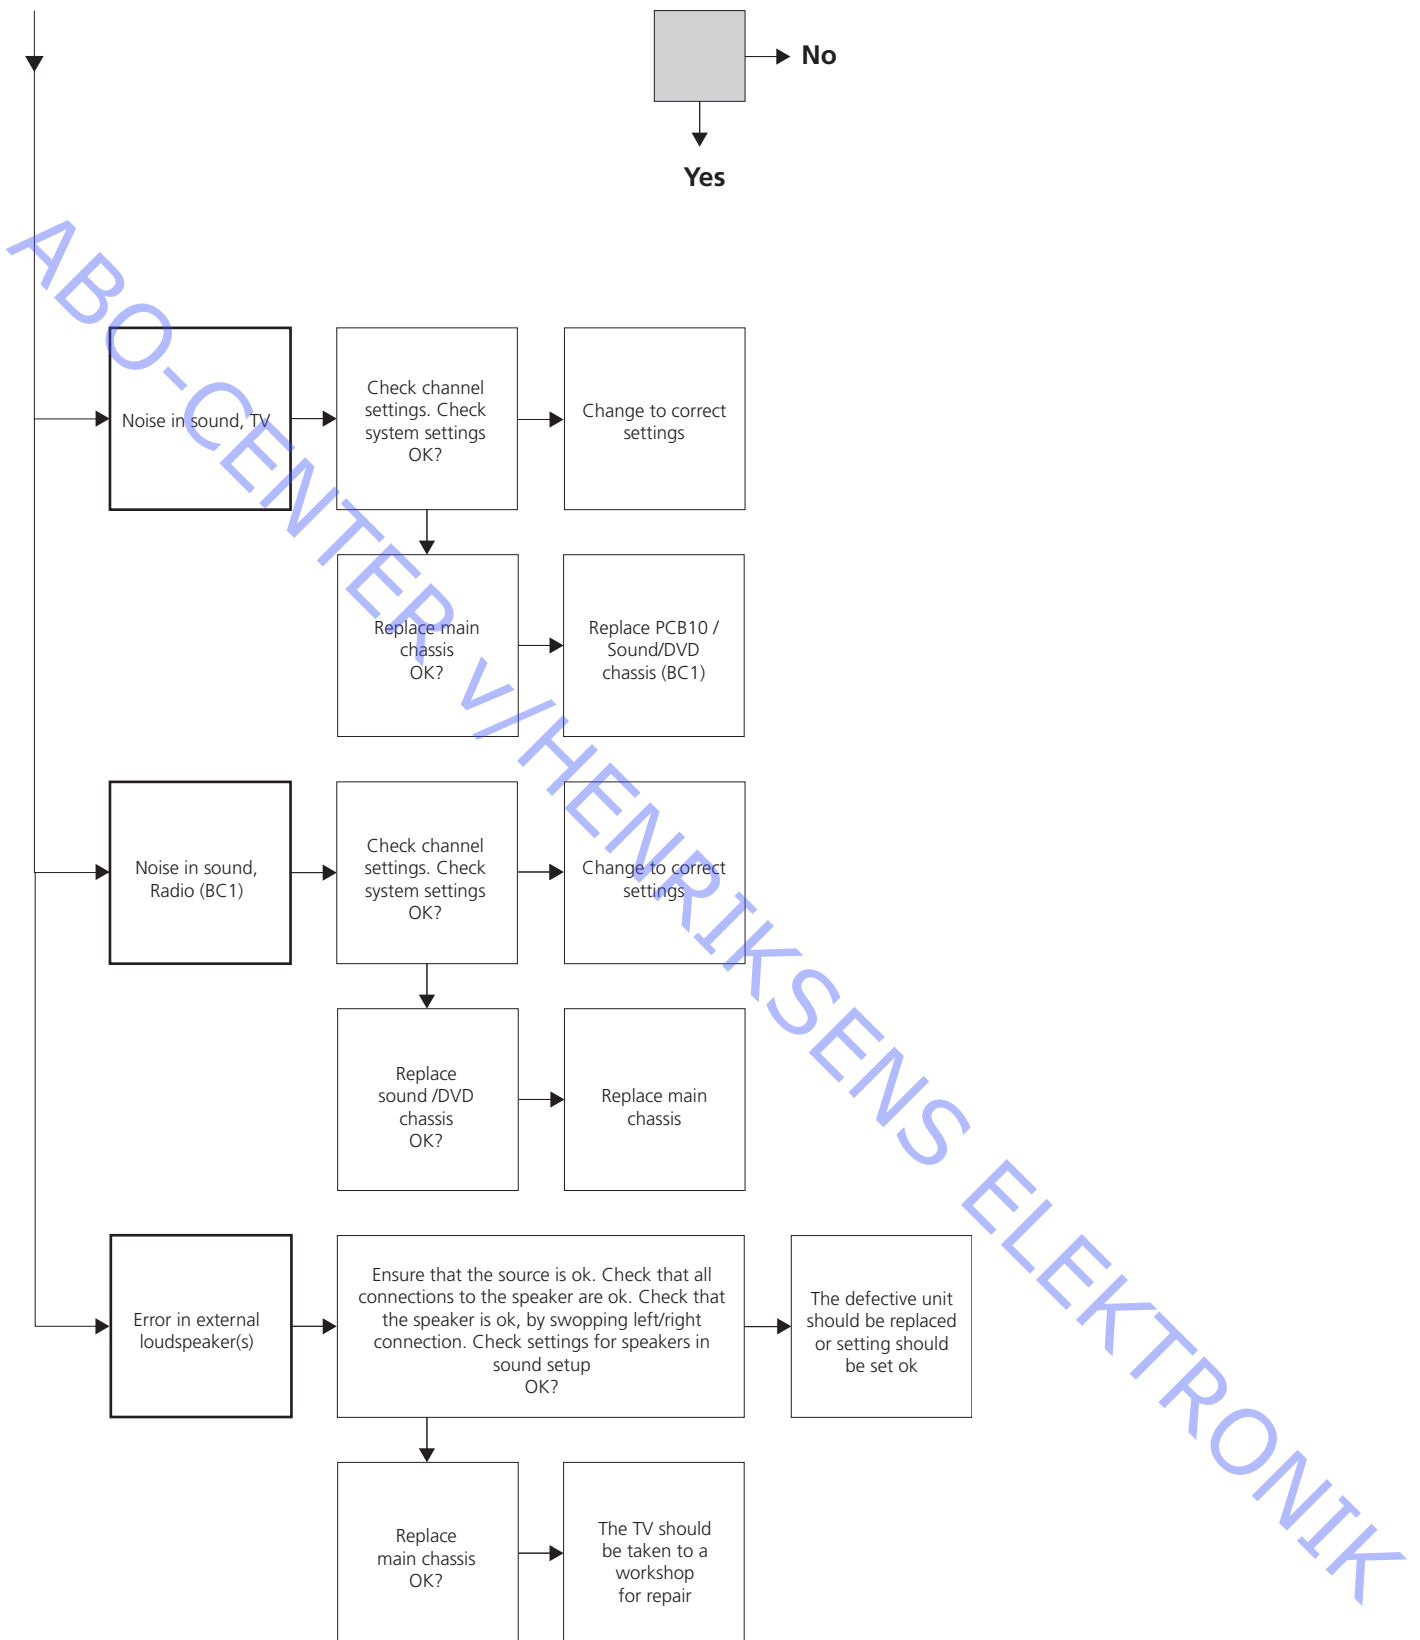 No
Yes
Noise in sound, TV
Check channel
settings. Check
system settings
OK?
Change to correct
settings
Replace main
chassis
OK?
Replace PCB10 /
Sound/DVD
chassis (BC1)
Noise in sound,
Radio (BC1)
Check channel
settings. Check
system settings
OK?
Change to correct
settings
Replace
sound /DVD
chassis
OK?
Replace main
chassis
Error in external
loudspeaker(s)
Ensure that the source is ok. Check that all
connections to the speaker are ok. Check that
the speaker is ok, by swopping left/right
connection. Check settings for speakers in
sound setup
OK?
The defective unit
should be replaced
or setting should
be set ok
Replace
main chassis
OK?
The TV should
be taken to a
workshop
for repair
ABO-CENTER v/HENRIKSENS ELEKTRONIK